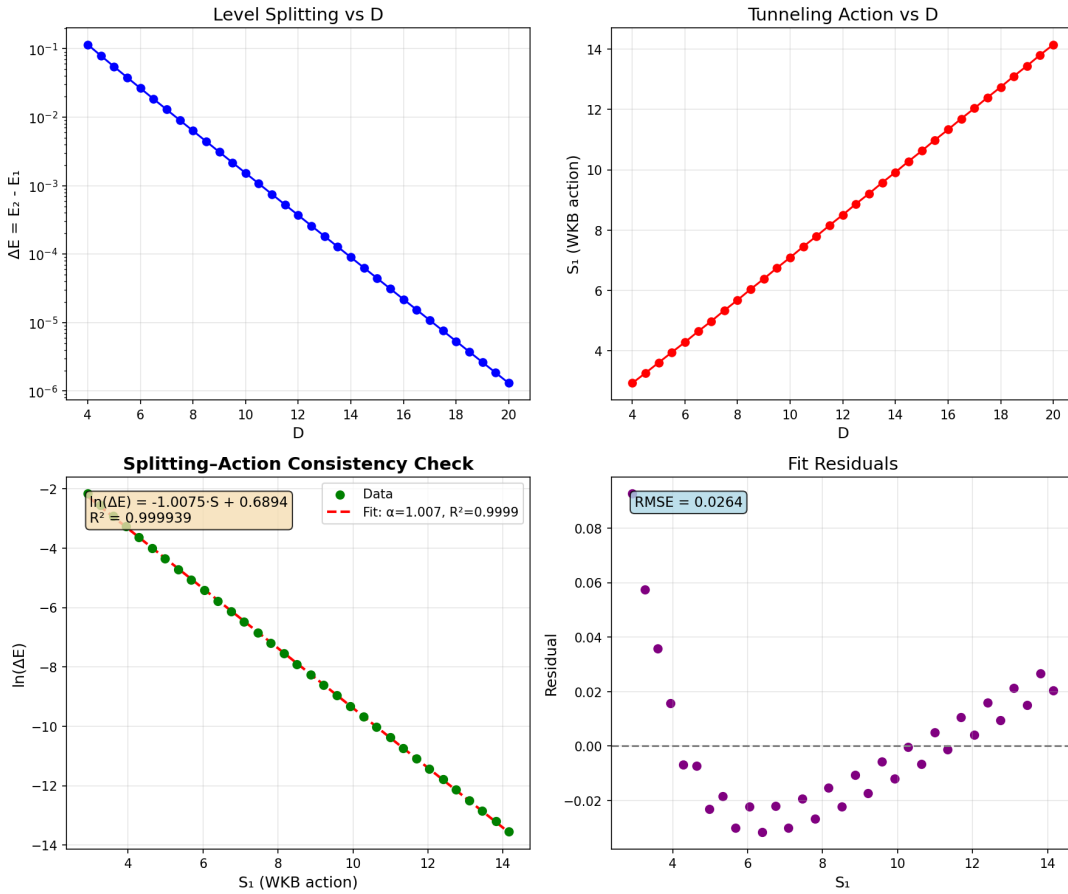 Level Splitting vs D
ΔE = E₂ - E₁
10⁻¹
10⁻²
10⁻³
10⁻⁴
10⁻⁵
10⁻⁶
4 6 8 10 12 14 16 18 20
D
Tunneling Action vs D
S₁ (WKB action)
14
12
10
8
6
4
4 6 8 10 12 14 16 18 20
D
Splitting–Action Consistency Check
ln(ΔE)
ln(ΔE) = -1.0075·S + 0.6894
R² = 0.999939
Data
Fit: α=1.007, R²=0.9999
−2
−4
−6
−8
−10
−12
−14
4 6 8 10 12 14
S₁ (WKB action)
Fit Residuals
Residual
RMSE = 0.0264
0.08
0.06
0.04
0.02
0.00
−0.02
4 6 8 10 12 14
S₁